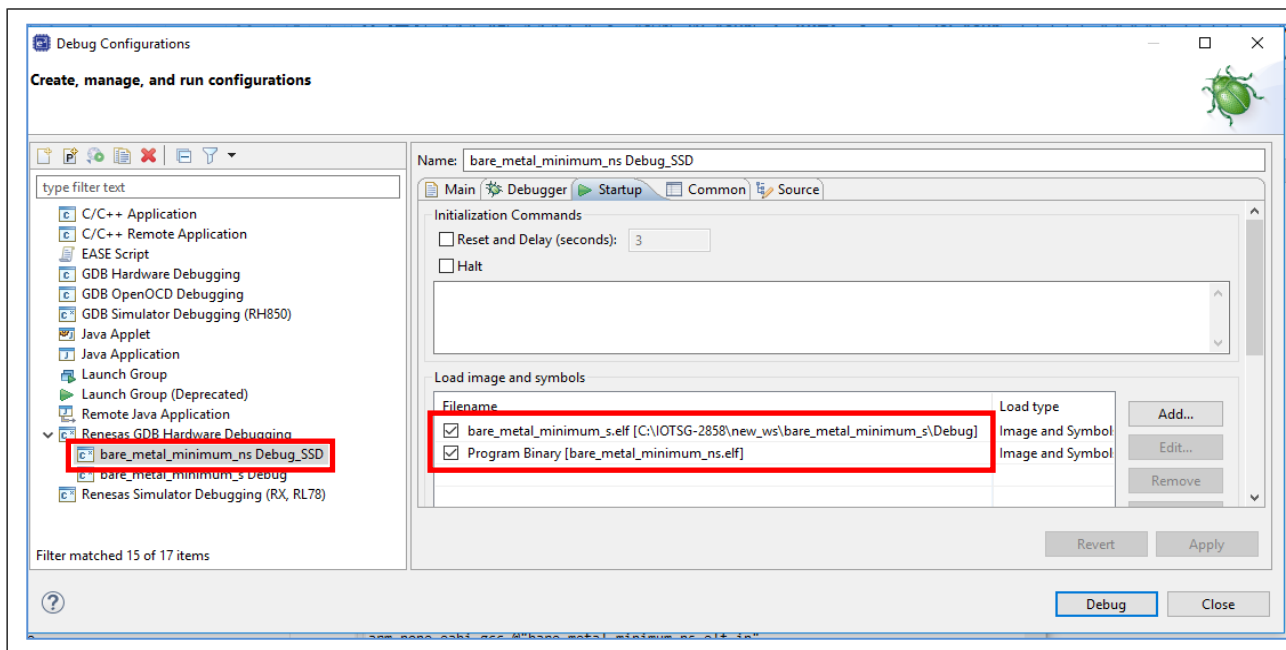 Debug Configurations
Create, manage, and run configurations
type filter text
C/C++ Application
C/C++ Remote Application
EASE Script
GDB Hardware Debugging
GDB OpenOCD Debugging
GDB Simulator Debugging (RH850)
Java Applet
Java Application
Launch Group
Launch Group (Deprecated)
Remote Java Application
Renesas GDB Hardware Debugging
bare_metal_minimum_ns Debug_SSD
bare_metal_minimum_s Debug
Renesas Simulator Debugging (RX, RL78)
Filter matched 15 of 17 items
Name: bare_metal_minimum_ns Debug_SSD
Main Debugger Startup Common Source
Initialization Commands
Reset and Delay (seconds): 3
Halt
Load image and symbols
Filename Load type
bare_metal_minimum_s.elf [C:\IOTSG-2858\new_ws\bare_metal_minimum_s\Debug] Image and Symbol
Program Binary [bare_metal_minimum_ns.elf] Image and Symbol
Add...
Edit...
Remove
Revert Apply
? Debug Close